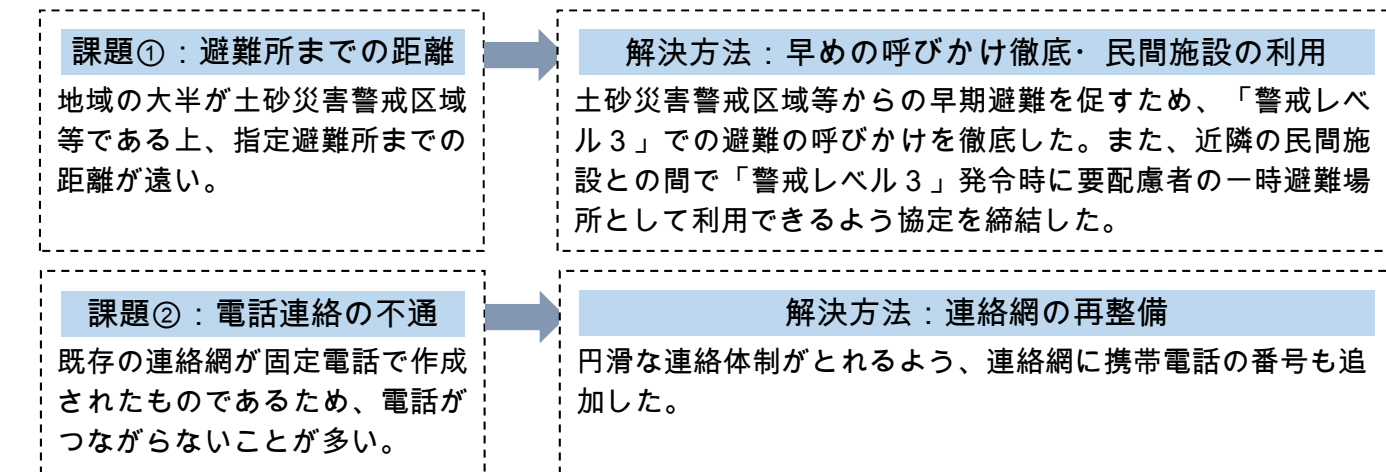 課題①：避難所までの距離
地域の大半が土砂災害警戒区域
等である上、指定避難所までの
距離が遠い。
解決方法：早めの呼びかけ徹底・民間施設の利用
土砂災害警戒区域等からの早期避難を促すため、「警戒レベ
ル３」での避難の呼びかけを徹底した。また、近隣の民間施
設との間で「警戒レベル３」発令時に要配慮者の一時避難場
所として利用できるよう協定を締結した。
課題②：電話連絡の不通
既存の連絡網が固定電話で作成
されたものであるため、電話が
つながらないことが多い。
解決方法：連絡網の再整備
円滑な連絡体制がとれるよう、連絡網に携帯電話の番号も追
加した。